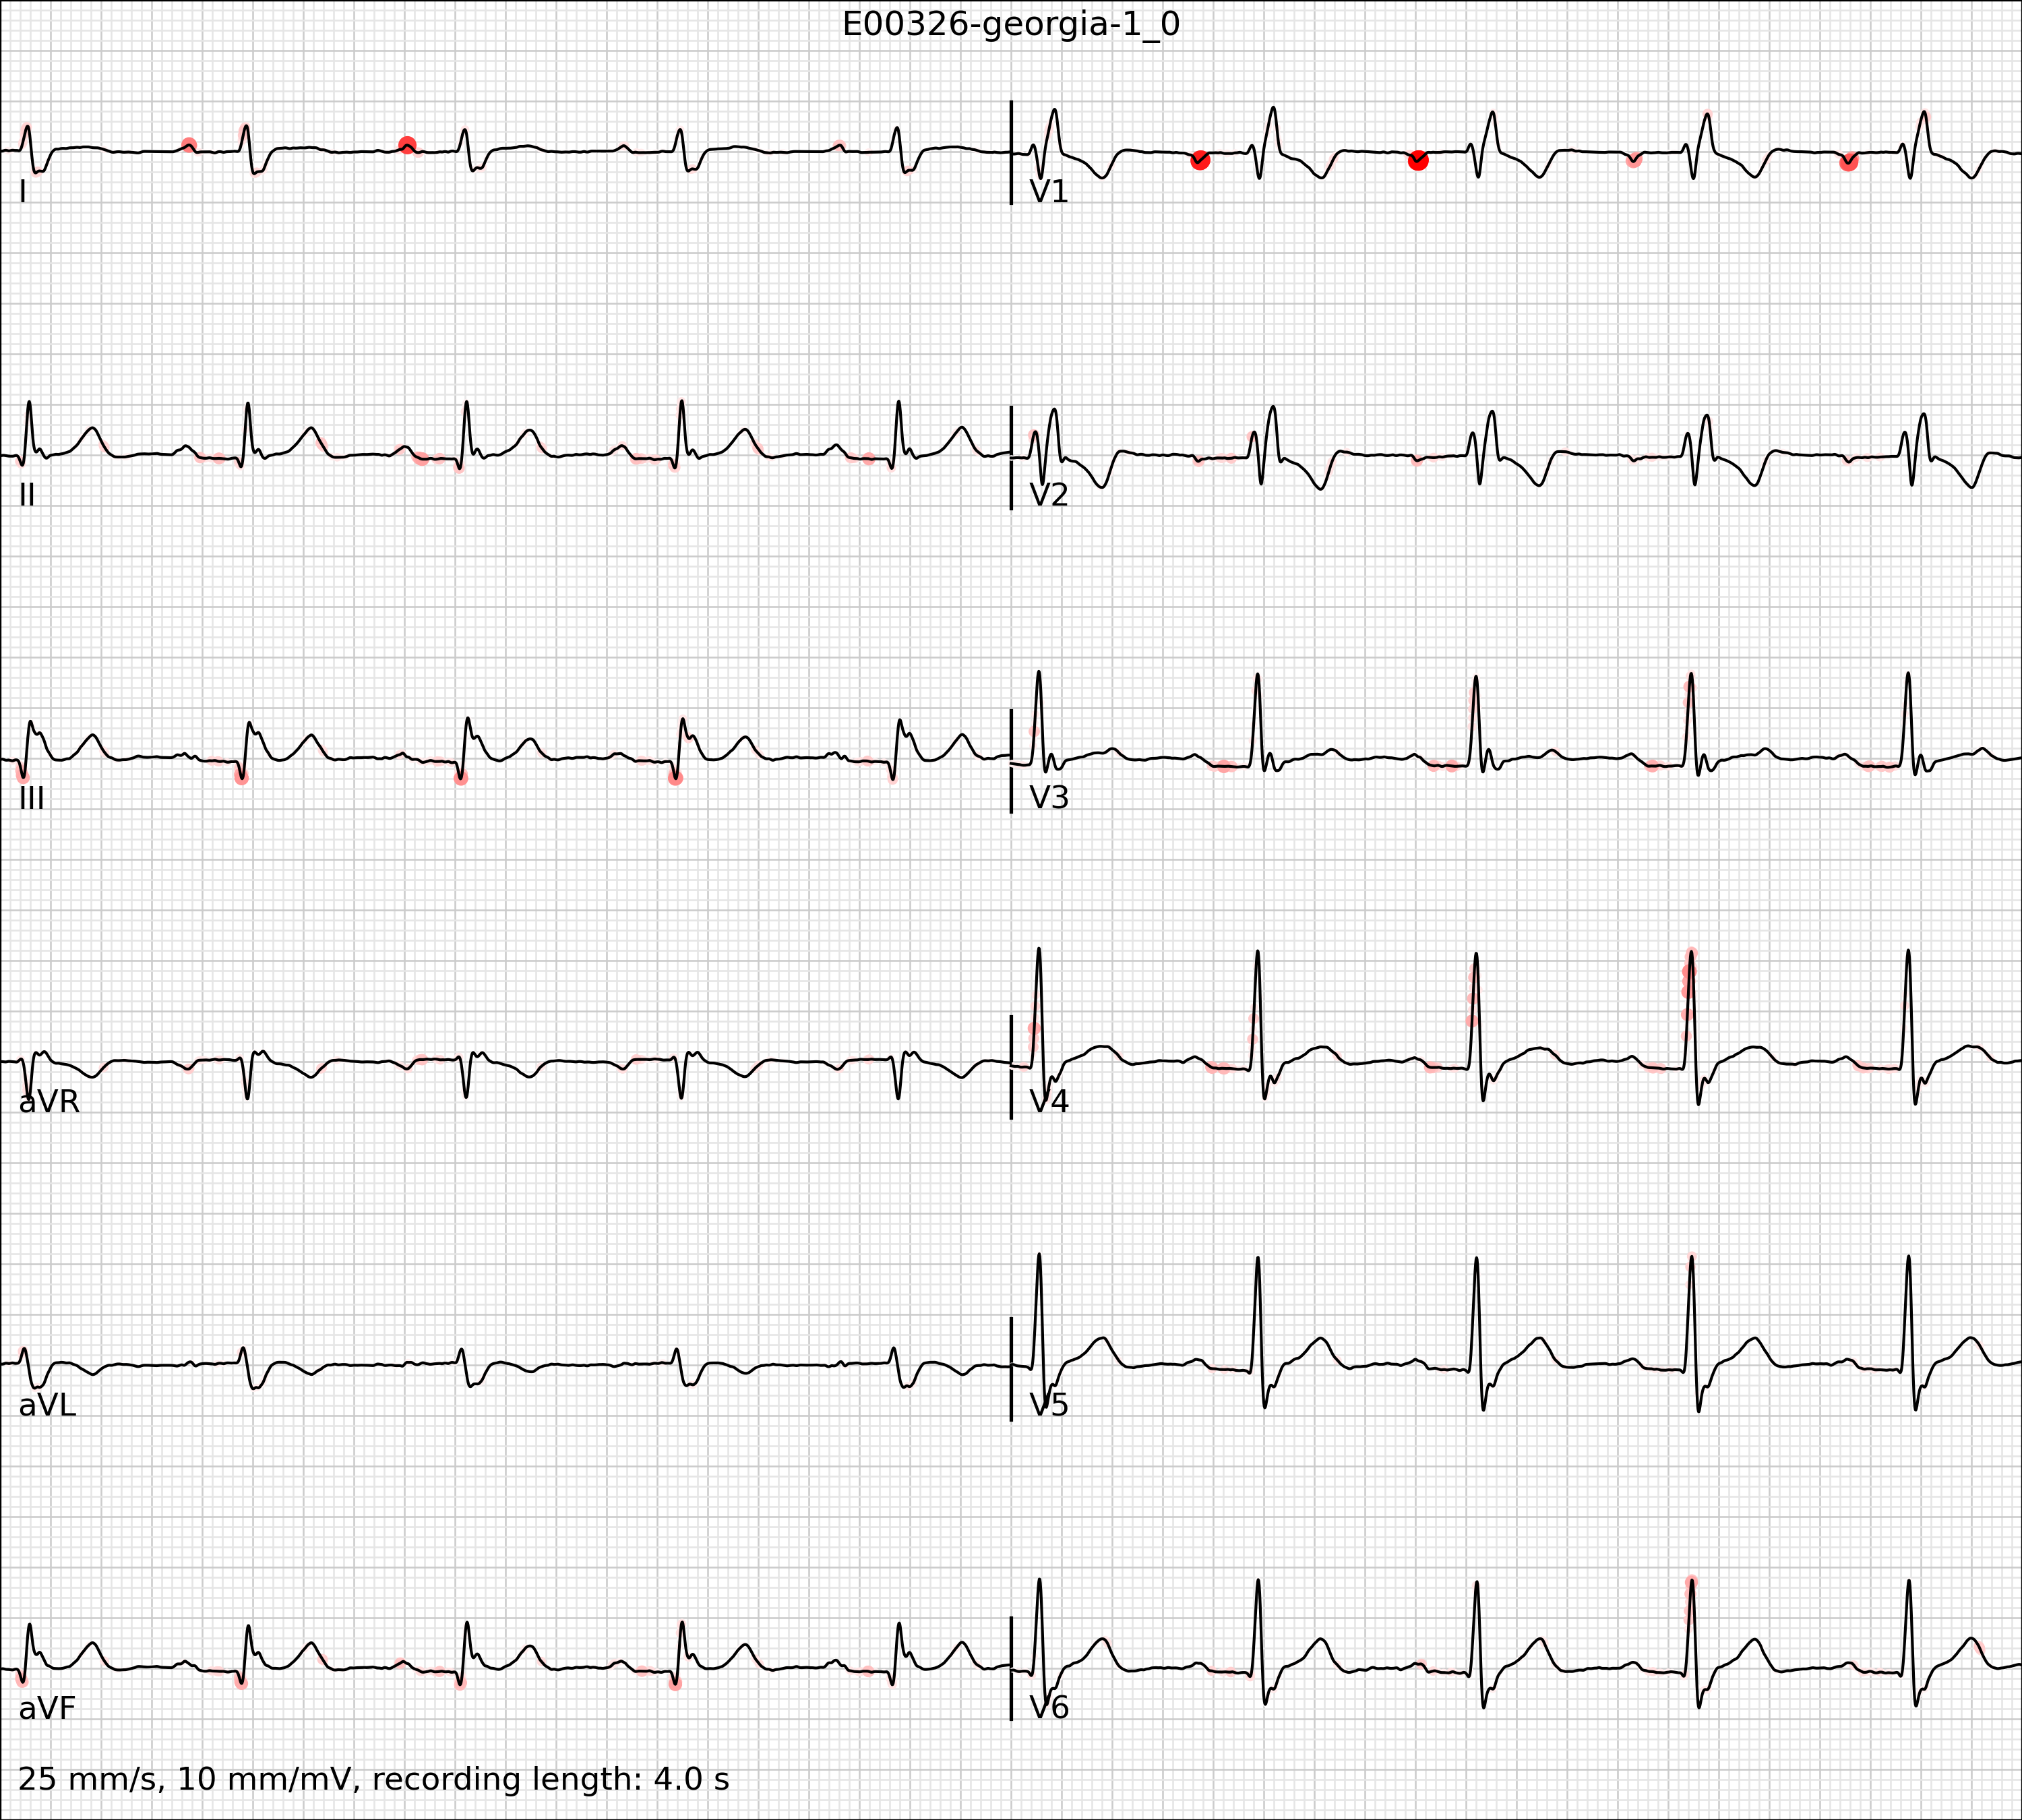 E00326-georgia-1_0
I
V1
II
V2
III
V3
aVR
V4
aVL
V5
aVF
V6
25 mm/s, 10 mm/mV, recording length: 4.0 s